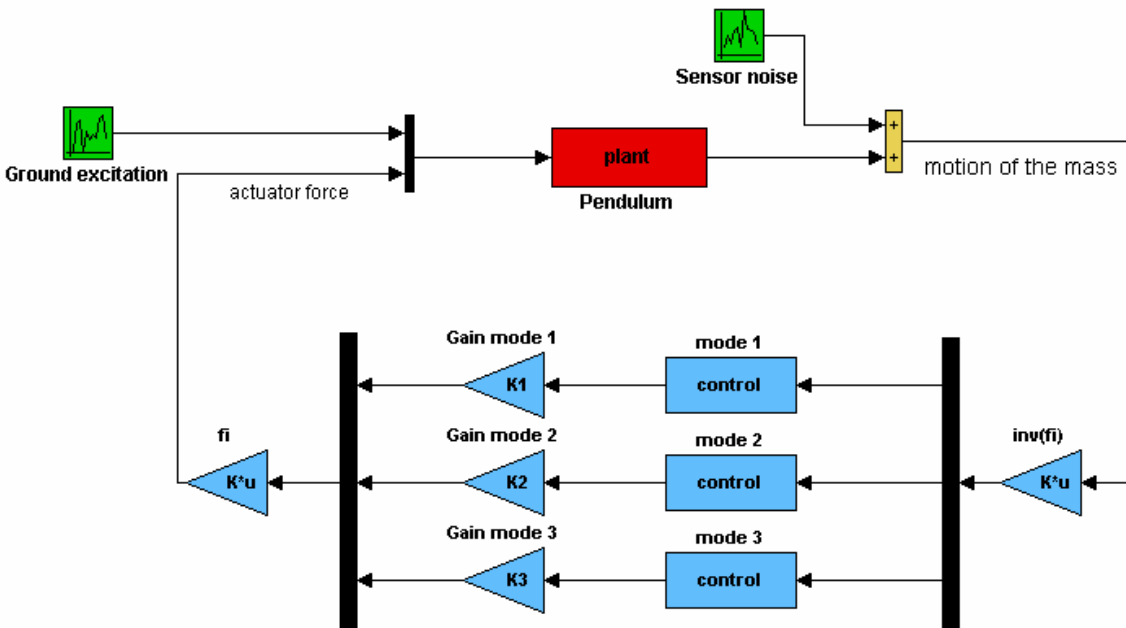 Sensor noise
+
+
Ground excitation
plant
motion of the mass
actuator force
Pendulum
Gain mode 1
mode 1
K1
control
fi
Gain mode 2
mode 2
inv(fi)
K*u
K2
control
K*u
Gain mode 3
mode 3
K3
control